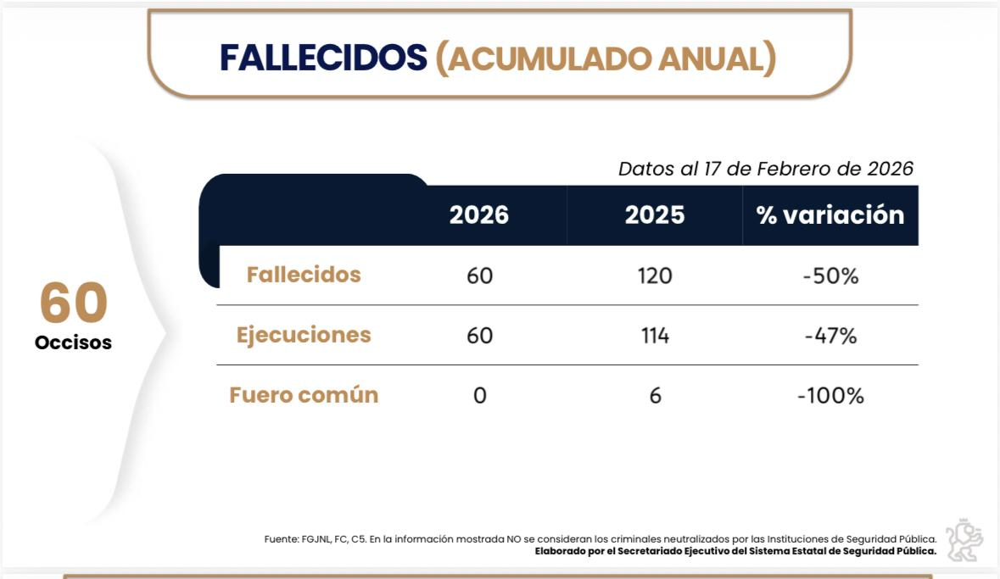 FALLECIDOS (ACUMULADO ANUAL)
Datos al 17 de Febrero de 2026
2026 2025 % variación
Fallecidos 60 120 -50%
Ejecuciones 60 114 -47%
Fuero común 0 6 -100%
60
Occisos
Fuente: FGJNL, FC, C5. En la información mostrada NO se consideran los criminales neutralizados por las Instituciones de Seguridad Pública.
Elaborado por el Secretariado Ejecutivo del Sistema Estatal de Seguridad Pública.